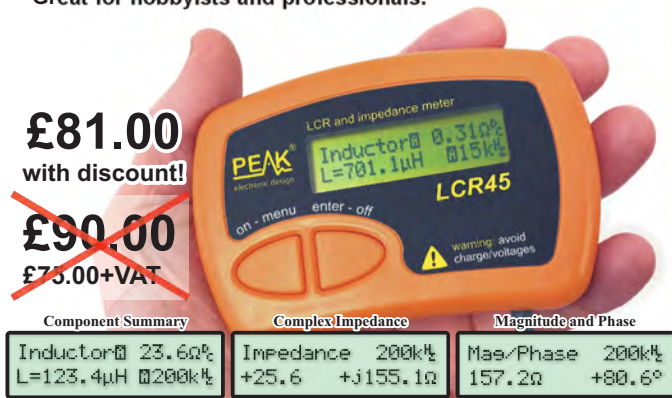 Great for hobbyists and professionals.
£81.00
with discount!
£90.00
£75.00+VAT
LCR and impedance meter
PEAK®
electronic design
Inductor 0.31Ω
L=701.1µH 15kHz
LCR45
on - menu enter - off
warning: avoid
charge/voltages
Component Summary
Inductor 23.6Ω
L=123.4µH 200kHz
Complex Impedance
Impedance 200kHz
+25.6 +j155.1Ω
Magnitude and Phase
Mag/Phase 200kHz
157.2Ω +80.6°